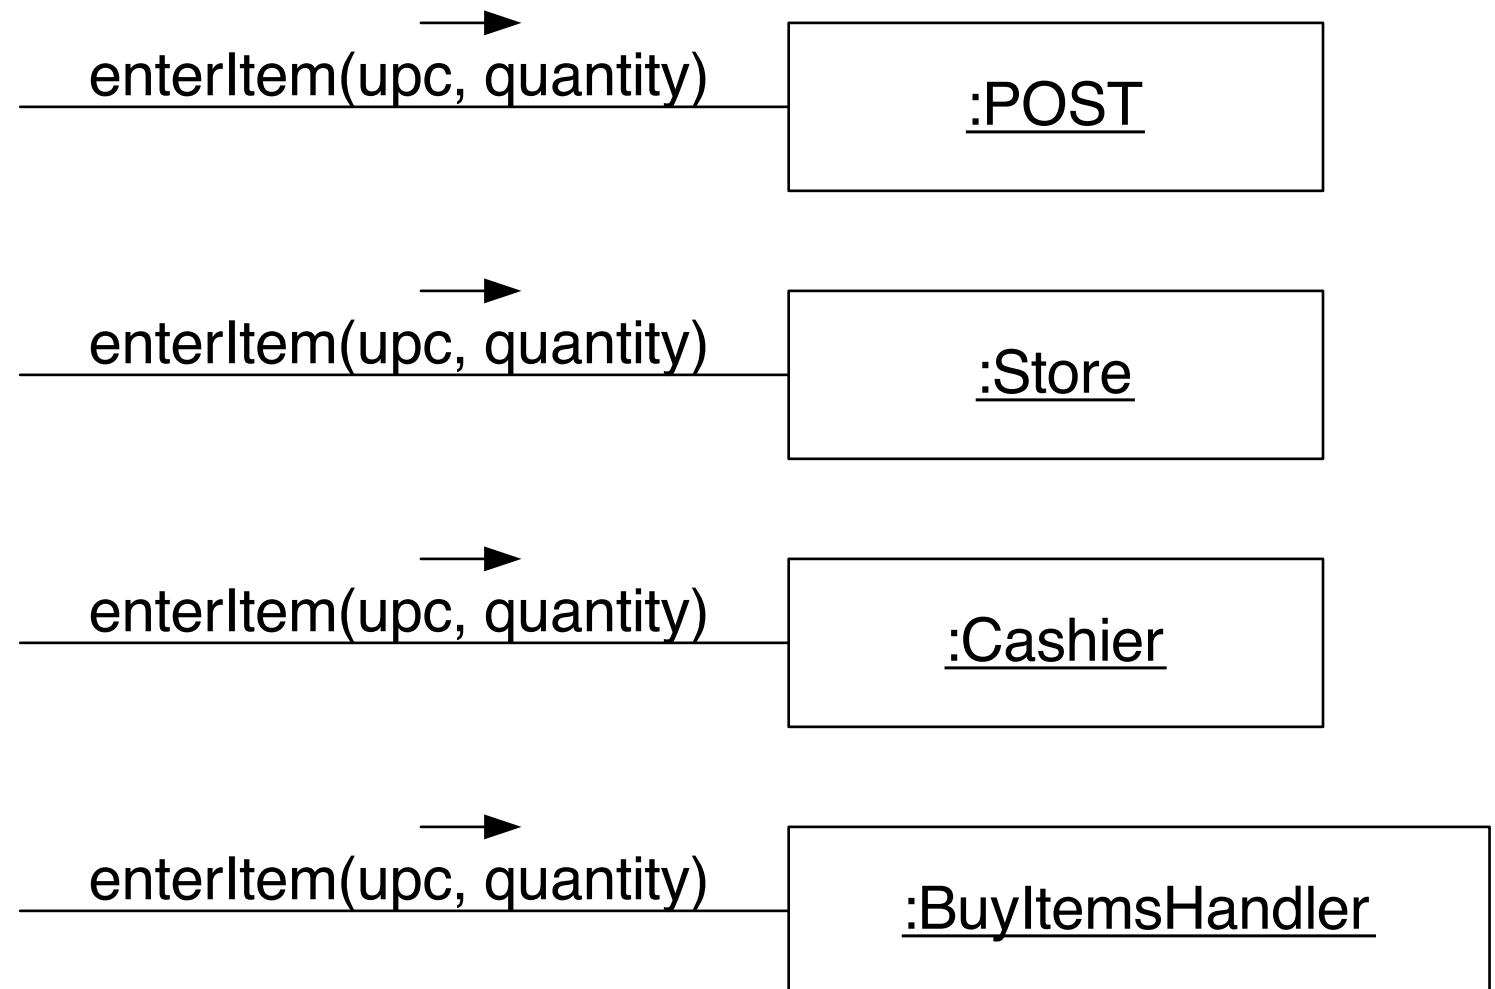 enterItem(upc, quantity)
:POST
enterItem(upc, quantity)
:Store
enterItem(upc, quantity)
:Cashier
enterItem(upc, quantity)
:BuyItemsHandler